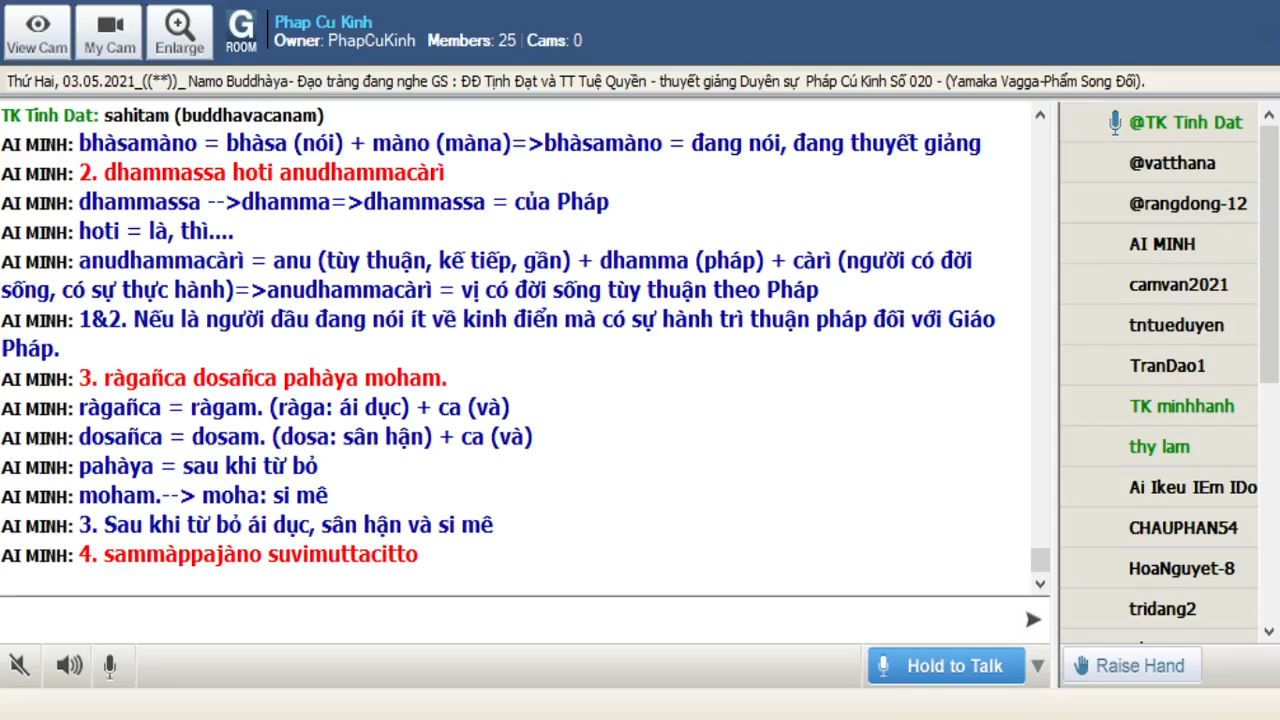 Phap Cu Kinh
View Cam
My Cam
Enlarge
G
ROOM
Owner: PhapCuKinh Members: 25 | Cams: 0
Thứ Hai, 03.05.2021_((**))_ Namo Buddhàya- Đạo tràng đang nghe GS : ĐĐ Tịnh Đạt và TT Tuệ Quyền - thuyết giảng Duyên sự Pháp Cú Kinh Số 020 - (Yamaka Vagga-Phẩm Song Đối).
TK Tinh Dat: sahitam (buddhavacanam)
AI MINH: bhàsamàno = bhàsa (nói) + màno (màna)=>bhàsamàno = đang nói, đang thuyết giảng
AI MINH: 2. dhammassa hoti anudhammacàrì
AI MINH: dhammassa -->dhamma=>dhammassa = của Pháp
AI MINH: hoti = là, thì....
AI MINH: anudhammacàrì = anu (tùy thuận, kế tiếp, gần) + dhamma (pháp) + càrì (người có đời
sống, có sự thực hành)=>anudhammacàrì = vị có đời sống tùy thuận theo Pháp
AI MINH: 1&2. Nếu là người dầu đang nói ít về kinh điển mà có sự hành trì thuận pháp đối với Giáo
Pháp.
AI MINH: 3. ràgañca dosañca pahàya moham.
AI MINH: ràgañca = ràgam. (ràga: ái dục) + ca (và)
AI MINH: dosañca = dosam. (dosa: sân hận) + ca (và)
AI MINH: pahàya = sau khi từ bỏ
AI MINH: moham.--> moha: si mê
AI MINH: 3. Sau khi từ bỏ ái dục, sân hận và si mê
AI MINH: 4. sammàppajàno suvimuttacitto
@TK Tinh Dat
@vatthana
@rangdong-12
AI MINH
camvan2021
tntueduyen
TranDao1
TK minhhanh
thy lam
Ai Ikeu IEm IDo
CHAUPHAN54
HoaNguyet-8
tridang2
Hold to Talk
Raise Hand